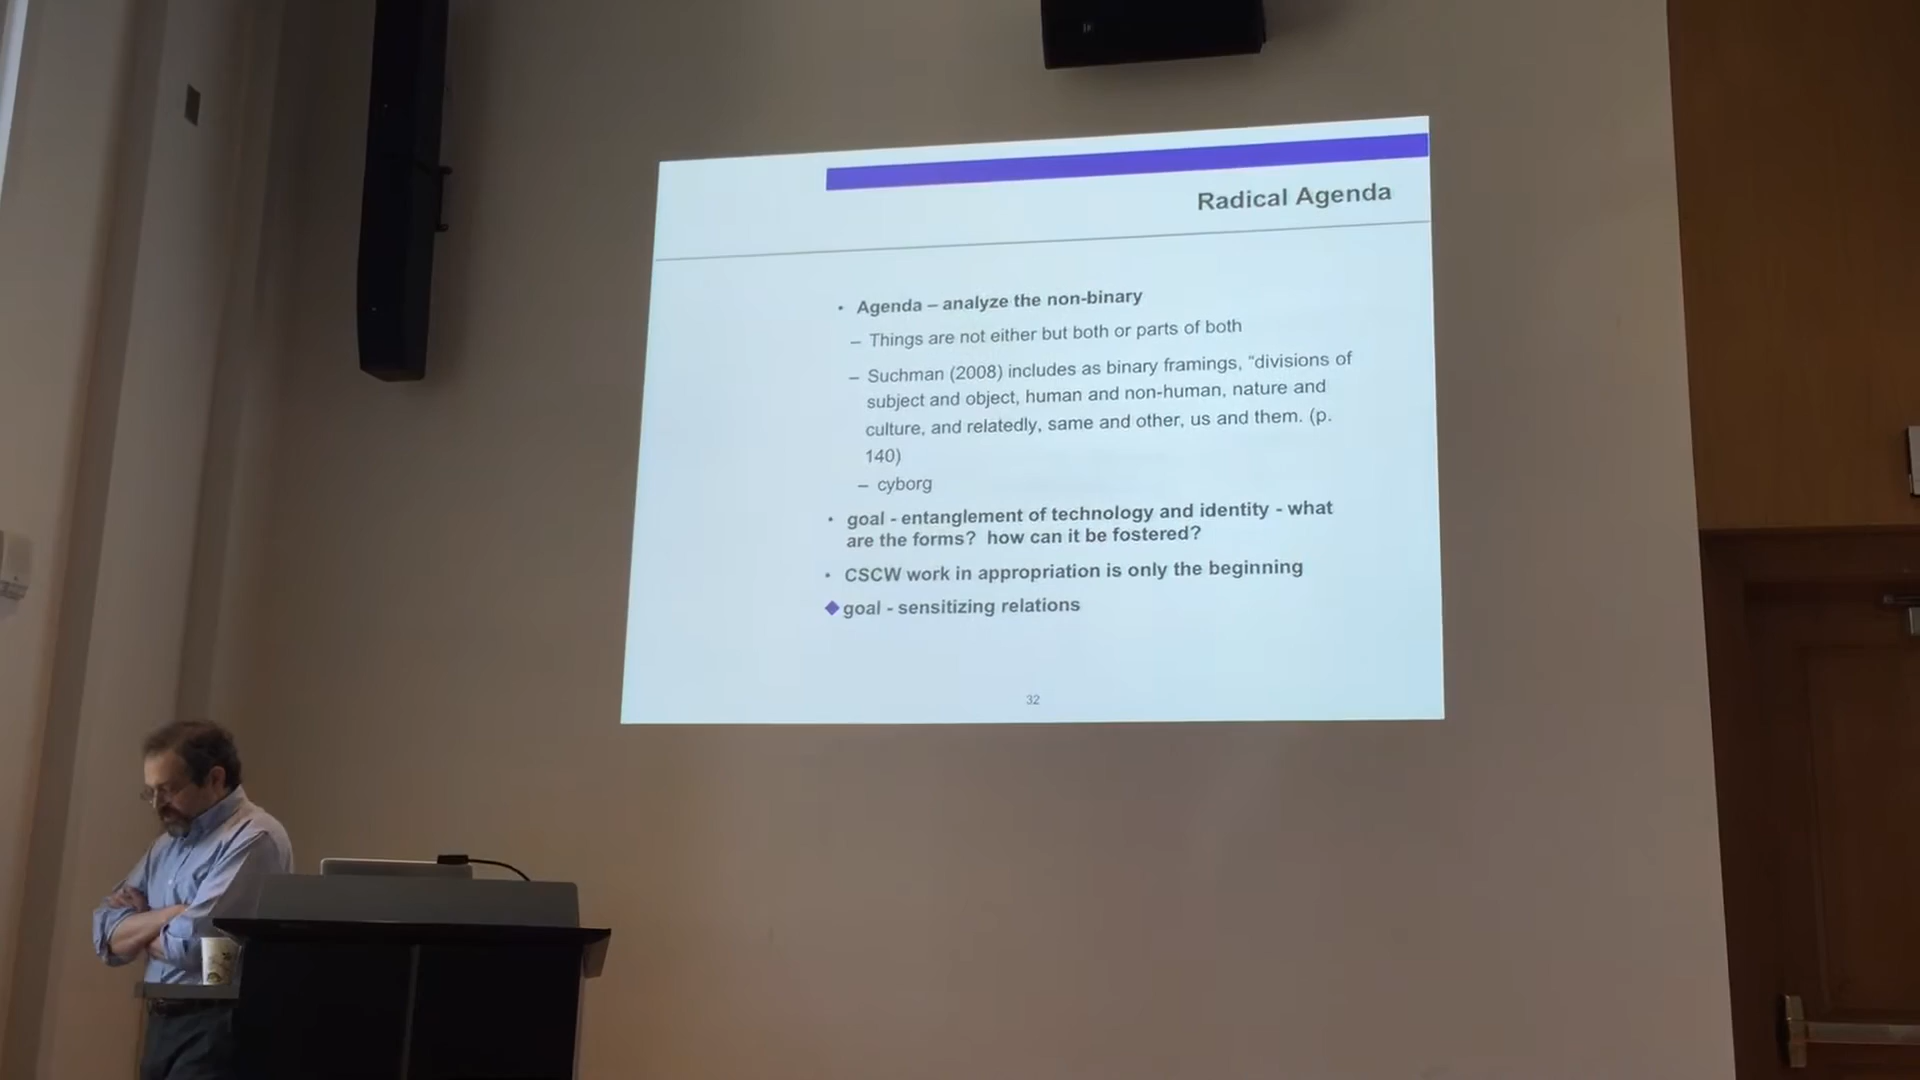 Radical Agenda
• Agenda – analyze the non-binary
– Things are not either but both or parts of both
– Suchman (2008) includes as binary framings, “divisions of
subject and object, human and non-human, nature and
culture, and relatedly, same and other, us and them. (p.
140)
– cyborg
• goal - entanglement of technology and identity - what
are the forms?  how can it be fostered?
• CSCW work in appropriation is only the beginning
◆ goal - sensitizing relations
32